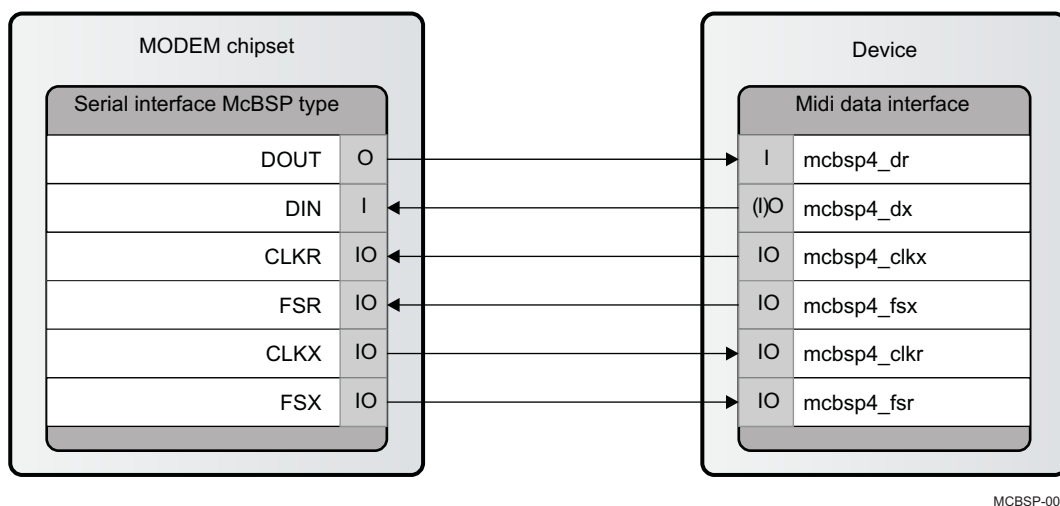 MODEM chipset
Device
Serial interface McBSP type
Midi data interface
DOUT O I mcbsp4_dr
DIN I (I)O mcbsp4_dx
CLKR IO IO mcbsp4_clkx
FSR IO IO mcbsp4_fsx
CLKX IO IO mcbsp4_clkr
FSX IO IO mcbsp4_fsr
MCBSP-00